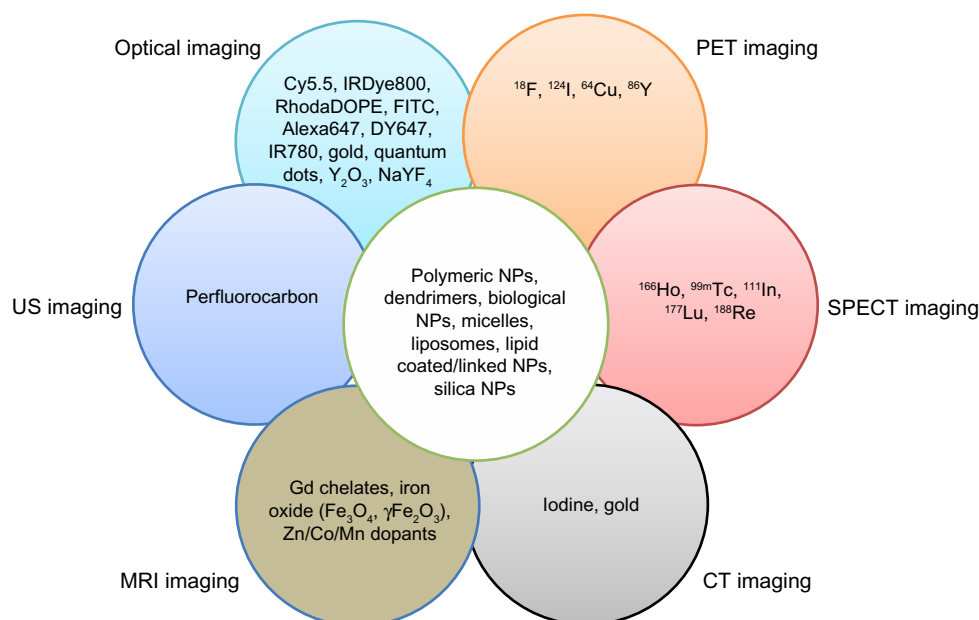 Optical imaging
Cy5.5, IRDye800,
RhodaDOPE, FITC,
Alexa647, DY647,
IR780, gold, quantum
dots, Y₂O₃, NaYF₄
PET imaging
¹⁸F, ¹²⁴I, ⁶⁴Cu, ⁸⁶Y
US imaging
Perfluorocarbon
Polymeric NPs,
dendrimers, biological
NPs, micelles,
liposomes, lipid
coated/linked NPs,
silica NPs
¹⁶⁶Ho, ⁹⁹ᵐTc, ¹¹¹In,
¹⁷⁷Lu, ¹⁸⁸Re
SPECT imaging
Gd chelates, iron
oxide (Fe₃O₄, γFe₂O₃),
Zn/Co/Mn dopants
MRI imaging
Iodine, gold
CT imaging